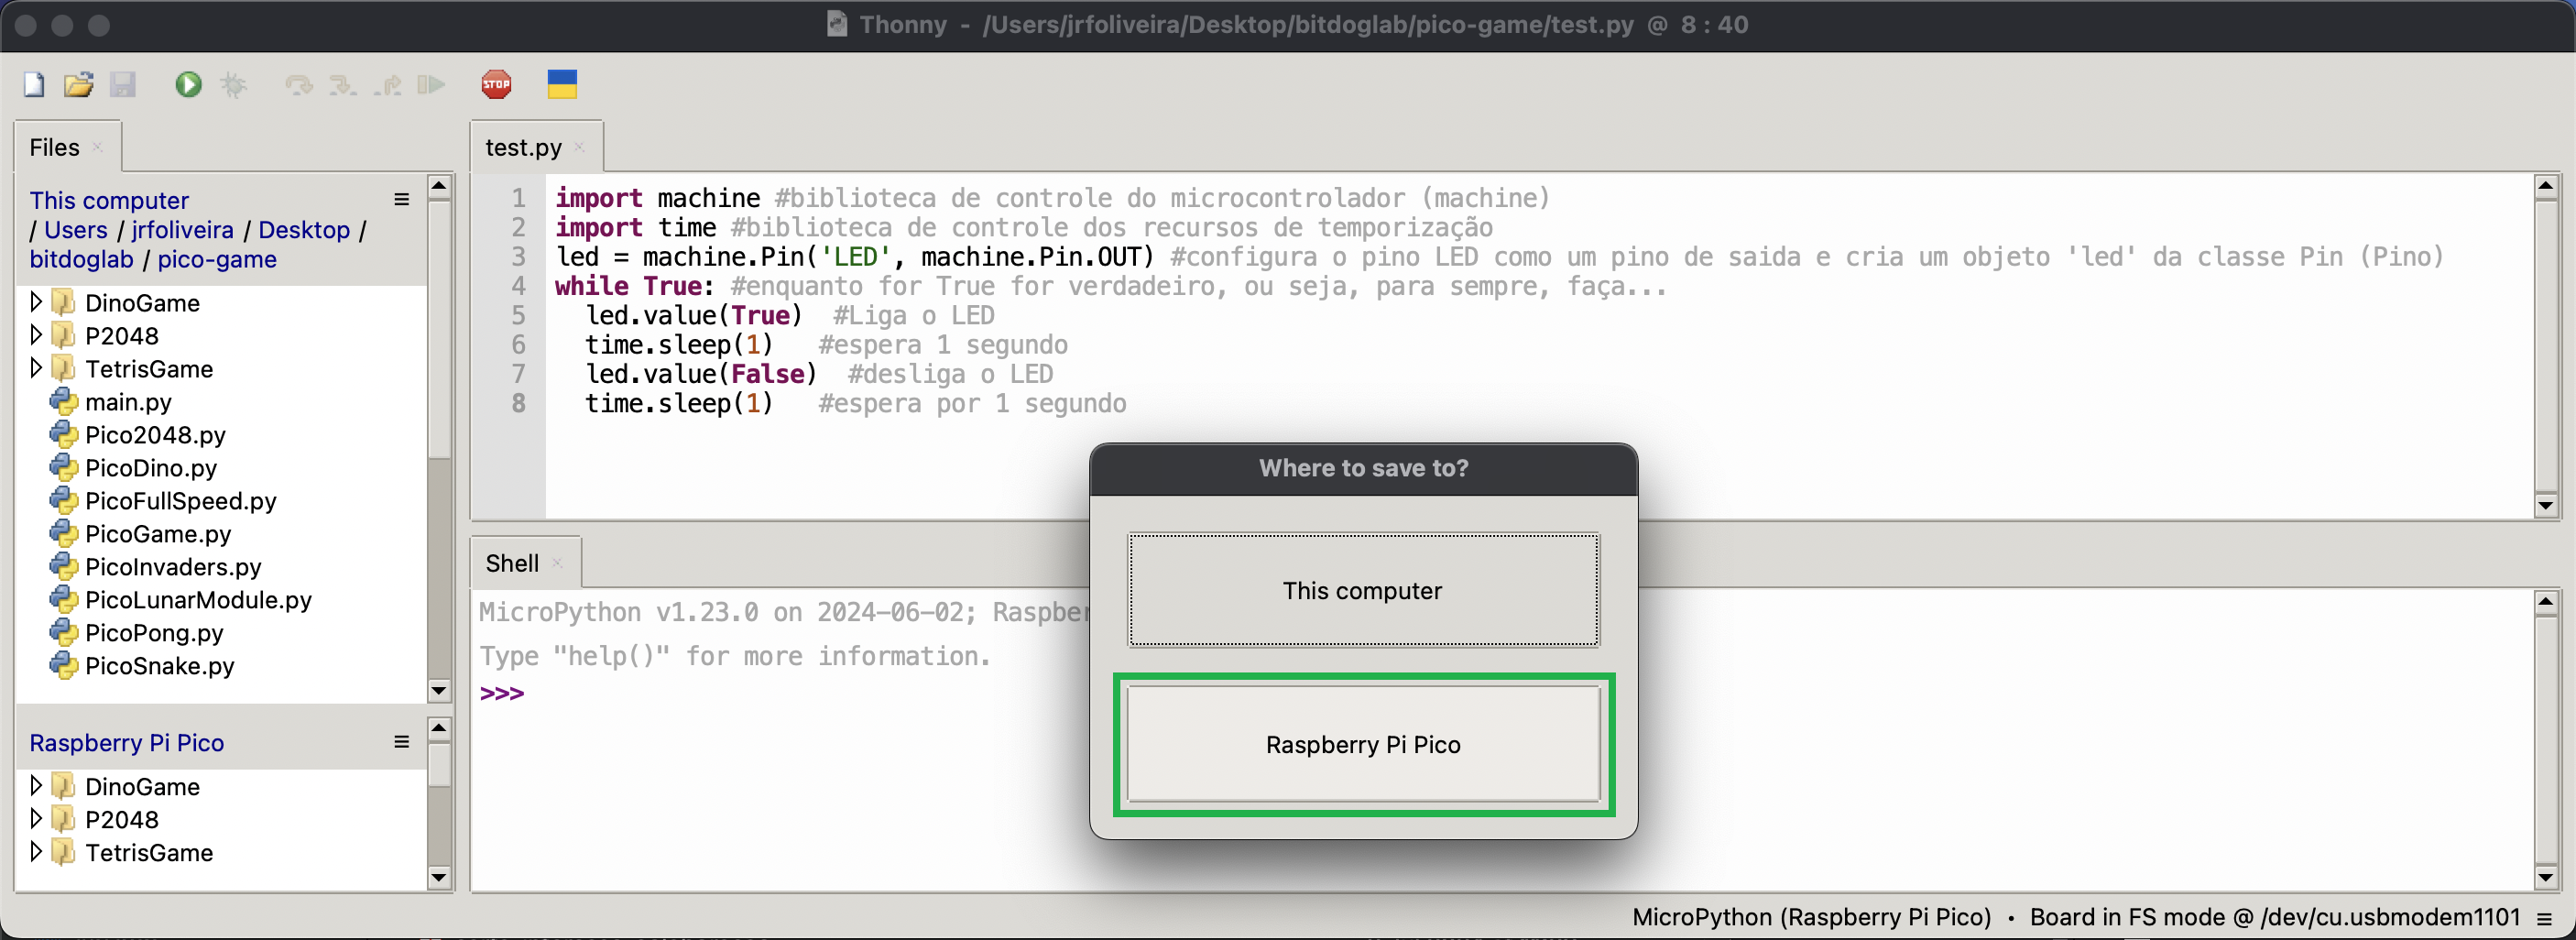 Thonny - /Users/jrfoliveira/Desktop/bitdoglab/pico-game/test.py @ 8 : 40
STOP
Files
This computer
/ Users / jrfoliveira / Desktop /
bitdoglab / pico-game
DinoGame
P2048
TetrisGame
main.py
Pico2048.py
PicoDino.py
PicoFullSpeed.py
PicoGame.py
PicoInvaders.py
PicoLunarModule.py
PicoPong.py
PicoSnake.py
Raspberry Pi Pico
DinoGame
P2048
TetrisGame
test.py
1 import machine #biblioteca de controle do microcontrolador (machine)
2 import time #biblioteca de controle dos recursos de temporização
3 led = machine.Pin('LED', machine.Pin.OUT) #configura o pino LED como um pino de saida e cria um objeto 'led' da classe Pin (Pino)
4 while True: #enquanto for True for verdadeiro, ou seja, para sempre, faça...
5   led.value(True)  #Liga o LED
6   time.sleep(1)   #espera 1 segundo
7   led.value(False)  #desliga o LED
8   time.sleep(1)   #espera por 1 segundo
Shell
MicroPython v1.23.0 on 2024-06-02; Raspber
Type "help()" for more information.
>>>
Where to save to?
This computer
Raspberry Pi Pico
MicroPython (Raspberry Pi Pico) • Board in FS mode @ /dev/cu.usbmodem1101 ≡